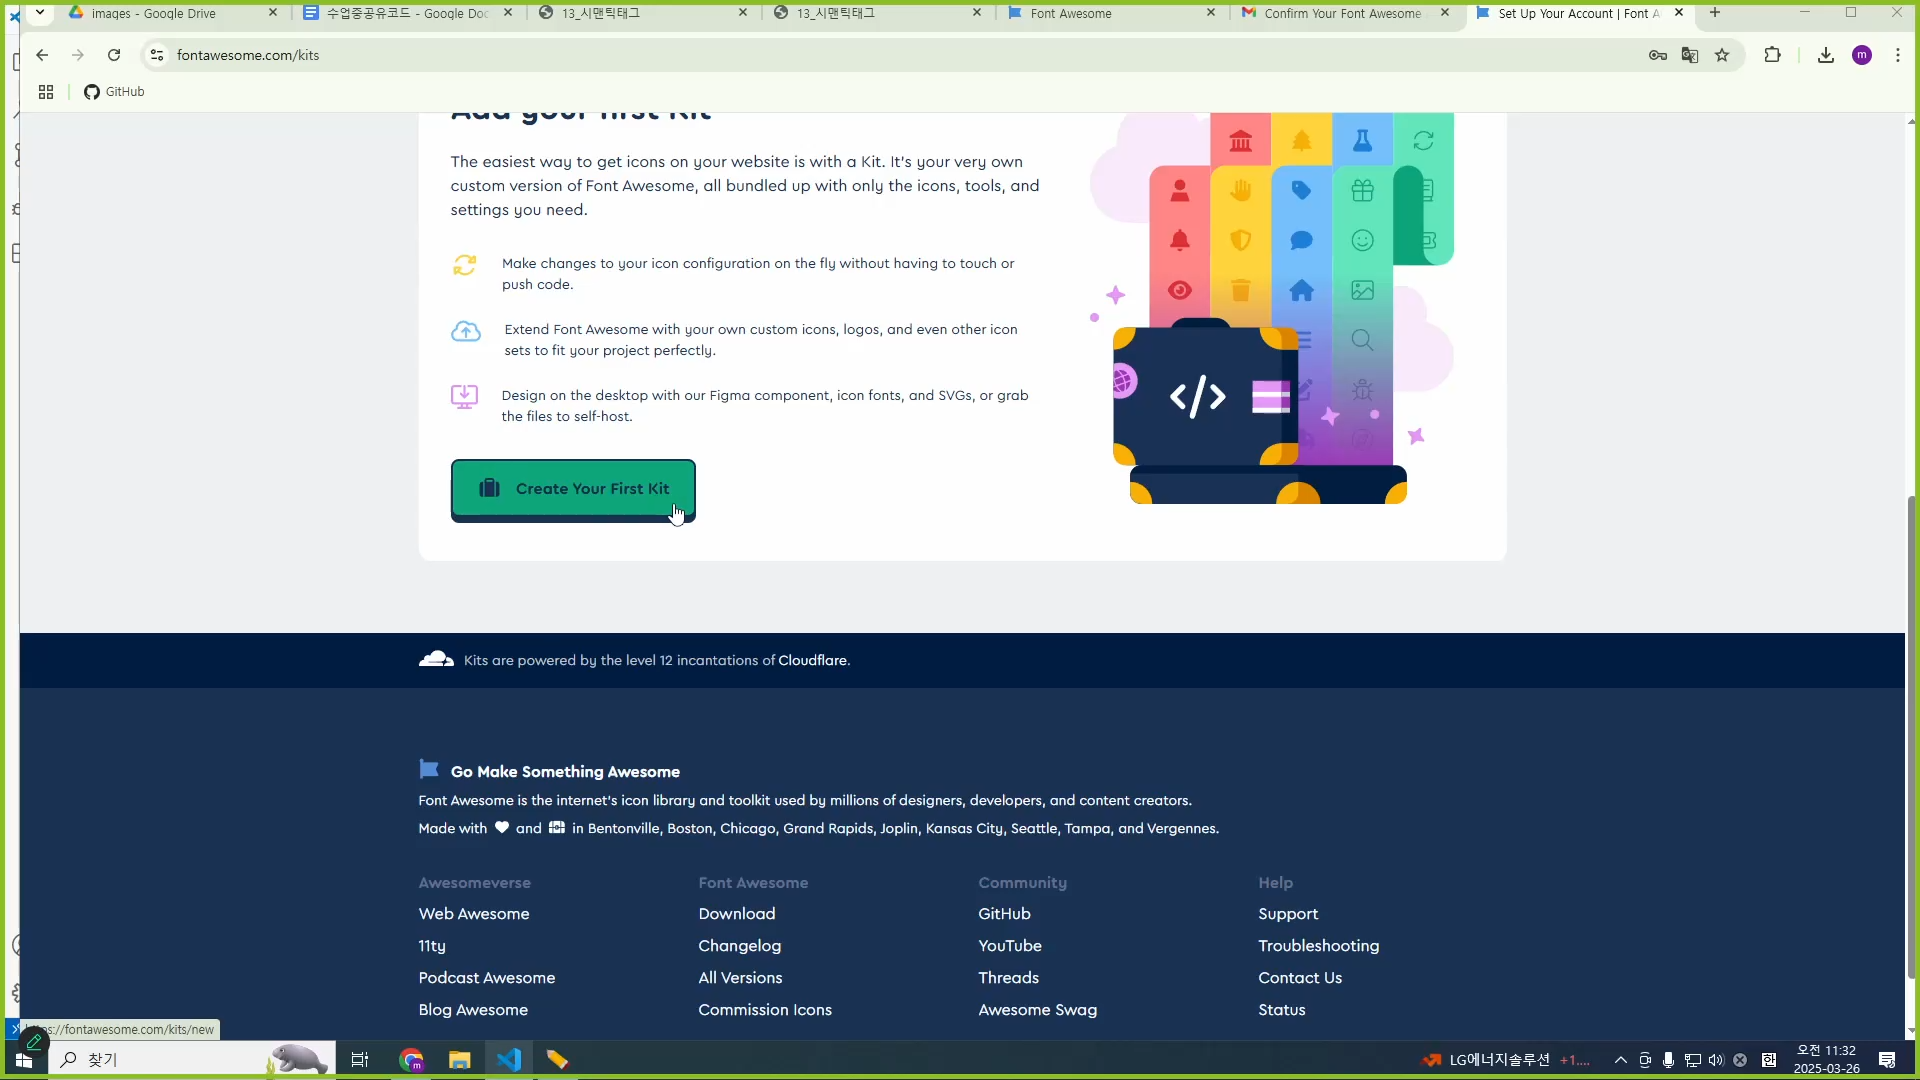 images - Google Drive
수업중공유코드 - Google Doc
13_시맨틱태그
13_시맨틱태그
Font Awesome
Confirm Your Font Awesome
Set Up Your Account | Font A
fontawesome.com/kits
m
GitHub
Add your first Kit
The easiest way to get icons on your website is with a Kit. It's your very own
custom version of Font Awesome, all bundled up with only the icons, tools, and
settings you need.
Make changes to your icon configuration on the fly without having to touch or
push code.
Extend Font Awesome with your own custom icons, logos, and even other icon
sets to fit your project perfectly.
Design on the desktop with our Figma component, icon fonts, and SVGs, or grab
the files to self-host.
Create Your First Kit
Kits are powered by the level 12 incantations of Cloudflare.
Go Make Something Awesome
Font Awesome is the internet's icon library and toolkit used by millions of designers, developers, and content creators.
Made with and in Bentonville, Boston, Chicago, Grand Rapids, Joplin, Kansas City, Seattle, Tampa, and Vergennes.
Awesomeverse
Font Awesome
Community
Help
Web Awesome
Download
GitHub
Support
11ty
Changelog
YouTube
Troubleshooting
Podcast Awesome
All Versions
Threads
Contact Us
Blog Awesome
Commission Icons
Awesome Swag
Status
s://fontawesome.com/kits/new
찾기
m
LG에너지솔루션 +1....
한
오전 11:32
2025-03-26